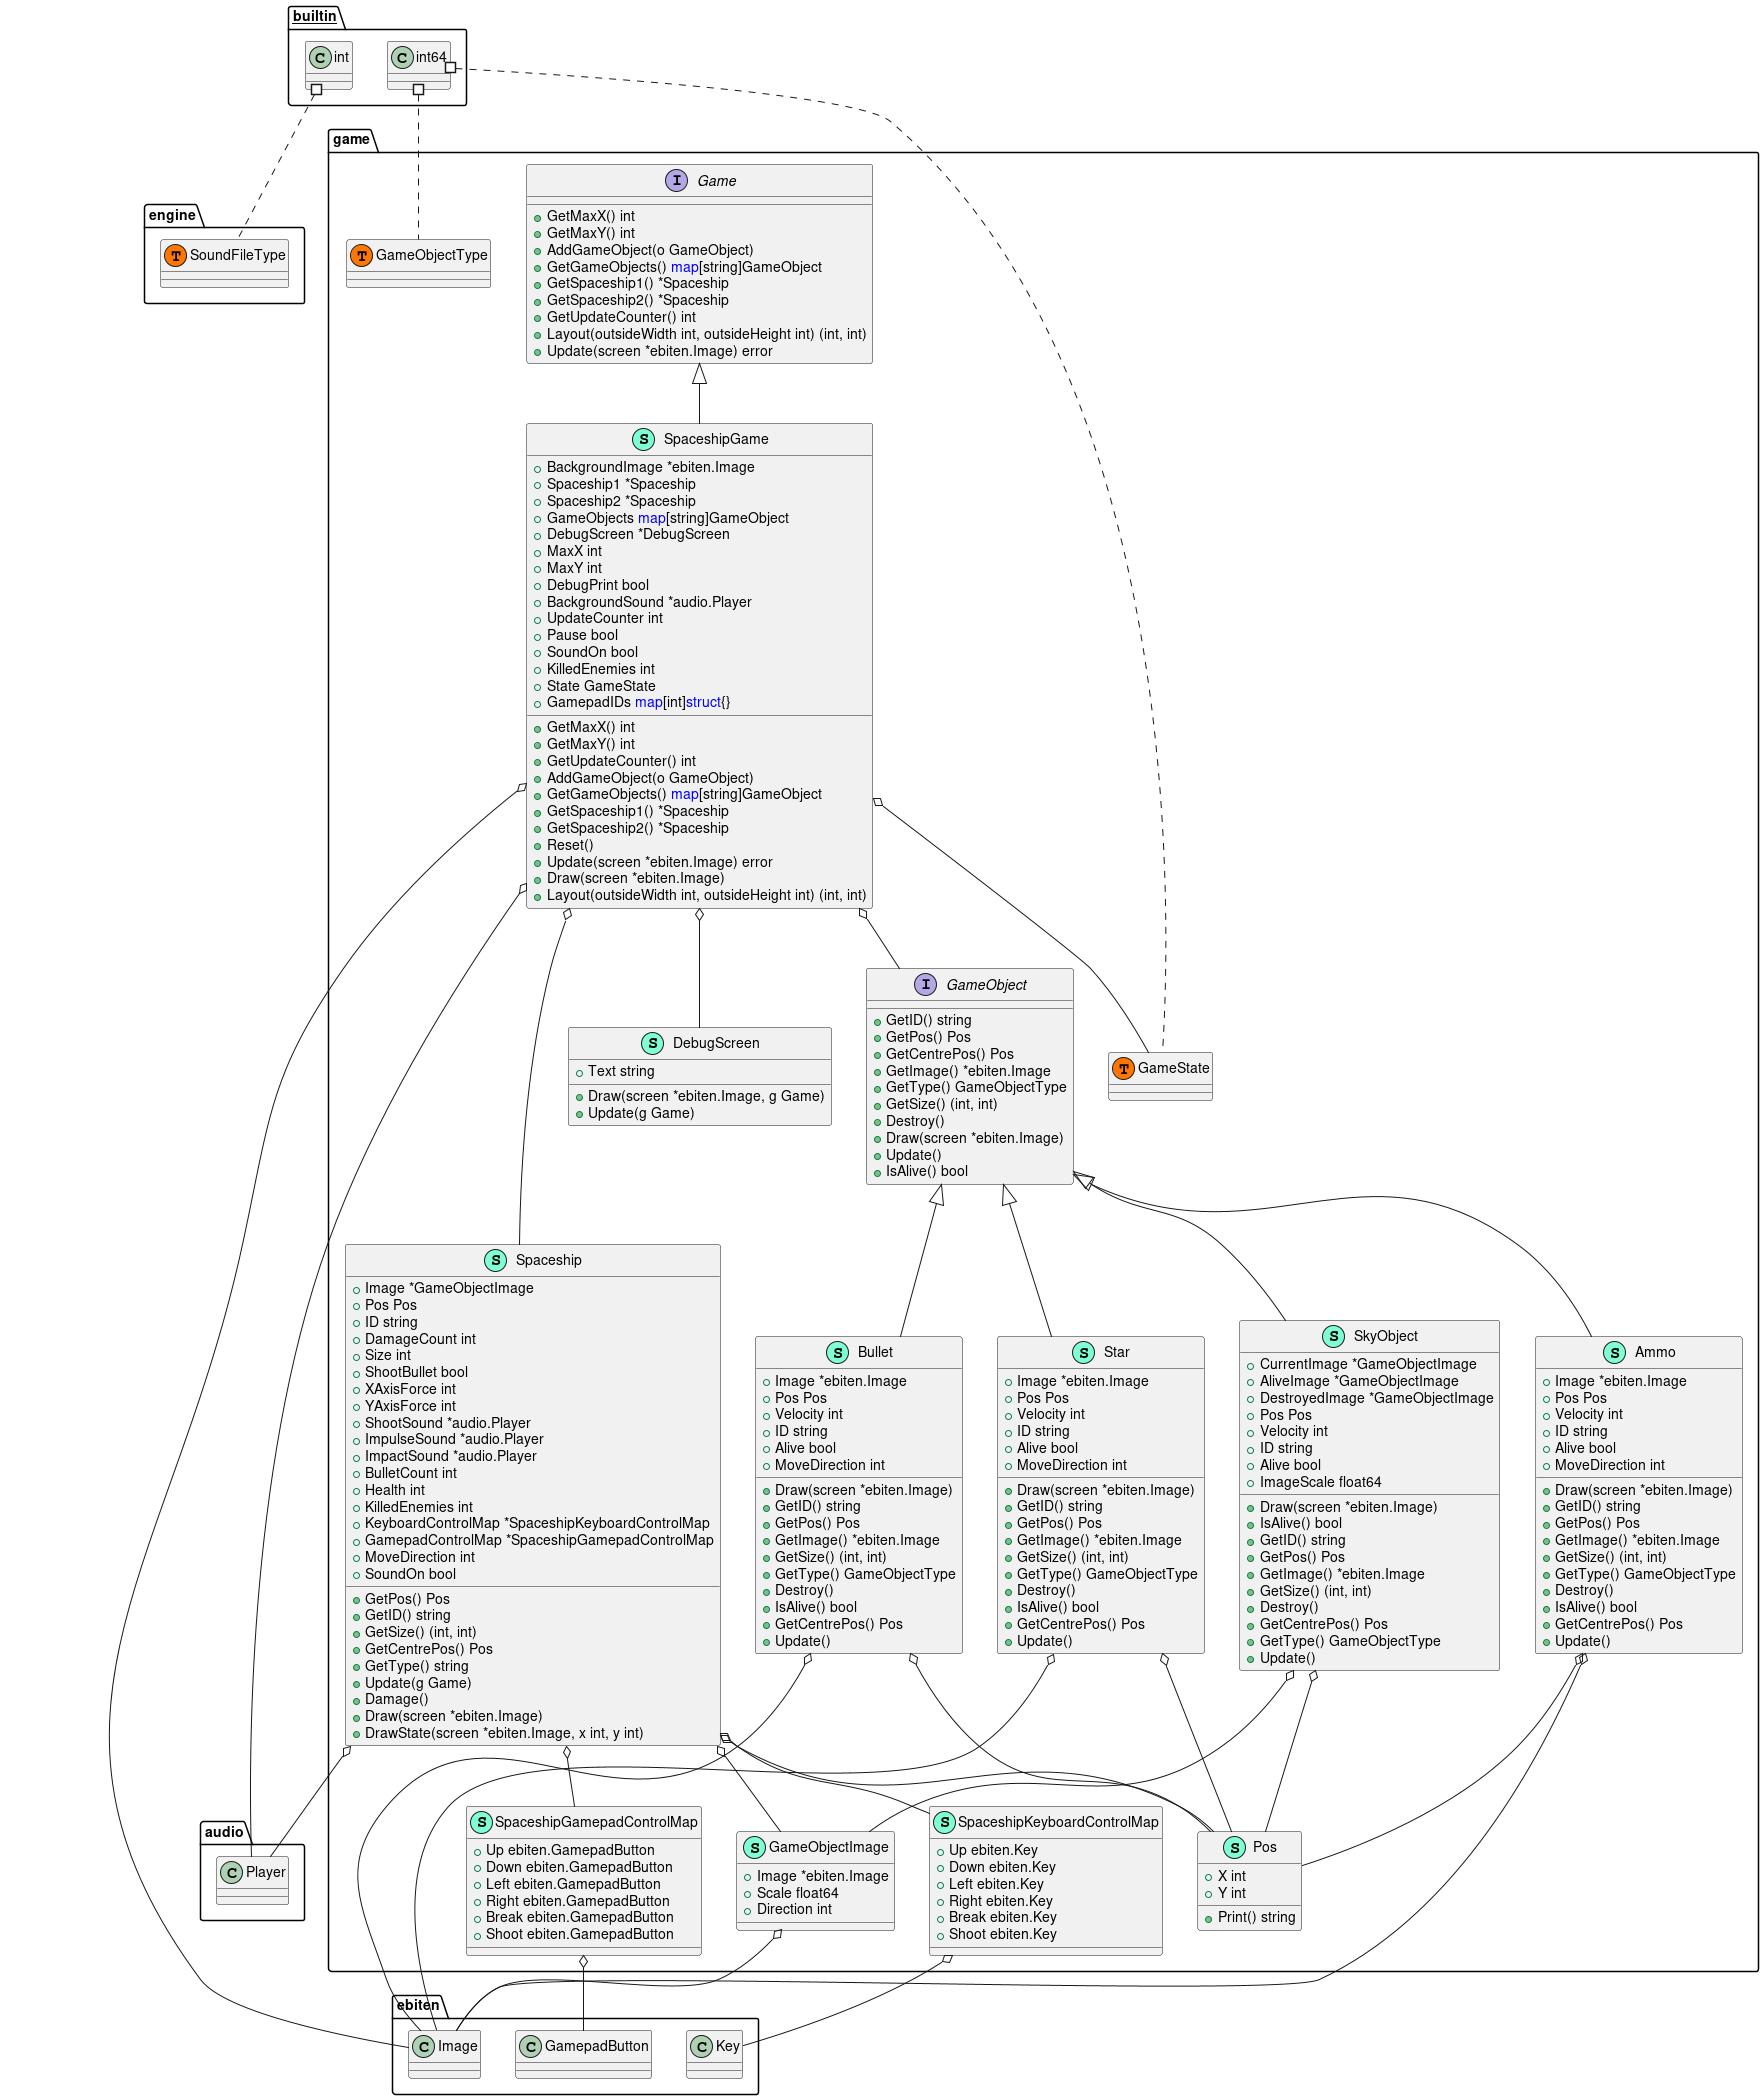 builtin
C int
C int64
game
engine
T SoundFileType
T GameObjectType
I Game
GetMaxX() int
GetMaxY() int
AddGameObject(o GameObject)
GetGameObjects() map[string]GameObject
GetSpaceship1() *Spaceship
GetSpaceship2() *Spaceship
GetUpdateCounter() int
Layout(outsideWidth int, outsideHeight int) (int, int)
Update(screen *ebiten.Image) error
S SpaceshipGame
BackgroundImage *ebiten.Image
Spaceship1 *Spaceship
Spaceship2 *Spaceship
GameObjects map[string]GameObject
DebugScreen *DebugScreen
MaxX int
MaxY int
DebugPrint bool
BackgroundSound *audio.Player
UpdateCounter int
Pause bool
SoundOn bool
KilledEnemies int
State GameState
GamepadIDs map[int]struct{}
GetMaxX() int
GetMaxY() int
GetUpdateCounter() int
AddGameObject(o GameObject)
GetGameObjects() map[string]GameObject
GetSpaceship1() *Spaceship
GetSpaceship2() *Spaceship
Reset()
Update(screen *ebiten.Image) error
Draw(screen *ebiten.Image)
Layout(outsideWidth int, outsideHeight int) (int, int)
S DebugScreen
Text string
Draw(screen *ebiten.Image, g Game)
Update(g Game)
I GameObject
GetID() string
GetPos() Pos
GetCentrePos() Pos
GetImage() *ebiten.Image
GetType() GameObjectType
GetSize() (int, int)
Destroy()
Draw(screen *ebiten.Image)
Update()
IsAlive() bool
T GameState
S Spaceship
Image *GameObjectImage
Pos Pos
ID string
DamageCount int
Size int
ShootBullet bool
XAxisForce int
YAxisForce int
ShootSound *audio.Player
ImpulseSound *audio.Player
ImpactSound *audio.Player
BulletCount int
Health int
KilledEnemies int
KeyboardControlMap *SpaceshipKeyboardControlMap
GamepadControlMap *SpaceshipGamepadControlMap
MoveDirection int
SoundOn bool
GetPos() Pos
GetID() string
GetSize() (int, int)
GetCentrePos() Pos
GetType() string
Update(g Game)
Damage()
Draw(screen *ebiten.Image)
DrawState(screen *ebiten.Image, x int, y int)
S Bullet
Image *ebiten.Image
Pos Pos
Velocity int
ID string
Alive bool
MoveDirection int
Draw(screen *ebiten.Image)
GetID() string
GetPos() Pos
GetImage() *ebiten.Image
GetSize() (int, int)
GetType() GameObjectType
Destroy()
IsAlive() bool
GetCentrePos() Pos
Update()
S Star
Image *ebiten.Image
Pos Pos
Velocity int
ID string
Alive bool
MoveDirection int
Draw(screen *ebiten.Image)
GetID() string
GetPos() Pos
GetImage() *ebiten.Image
GetSize() (int, int)
GetType() GameObjectType
Destroy()
IsAlive() bool
GetCentrePos() Pos
Update()
S SkyObject
CurrentImage *GameObjectImage
AliveImage *GameObjectImage
DestroyedImage *GameObjectImage
Pos Pos
Velocity int
ID string
Alive bool
ImageScale float64
Draw(screen *ebiten.Image)
IsAlive() bool
GetID() string
GetPos() Pos
GetImage() *ebiten.Image
GetSize() (int, int)
Destroy()
GetCentrePos() Pos
GetType() GameObjectType
Update()
S Ammo
Image *ebiten.Image
Pos Pos
Velocity int
ID string
Alive bool
MoveDirection int
Draw(screen *ebiten.Image)
GetID() string
GetPos() Pos
GetImage() *ebiten.Image
GetSize() (int, int)
GetType() GameObjectType
Destroy()
IsAlive() bool
GetCentrePos() Pos
Update()
audio
C Player
S SpaceshipGamepadControlMap
Up ebiten.GamepadButton
Down ebiten.GamepadButton
Left ebiten.GamepadButton
Right ebiten.GamepadButton
Break ebiten.GamepadButton
Shoot ebiten.GamepadButton
S GameObjectImage
Image *ebiten.Image
Scale float64
Direction int
S SpaceshipKeyboardControlMap
Up ebiten.Key
Down ebiten.Key
Left ebiten.Key
Right ebiten.Key
Break ebiten.Key
Shoot ebiten.Key
S Pos
X int
Y int
Print() string
ebiten
C Image
C GamepadButton
C Key